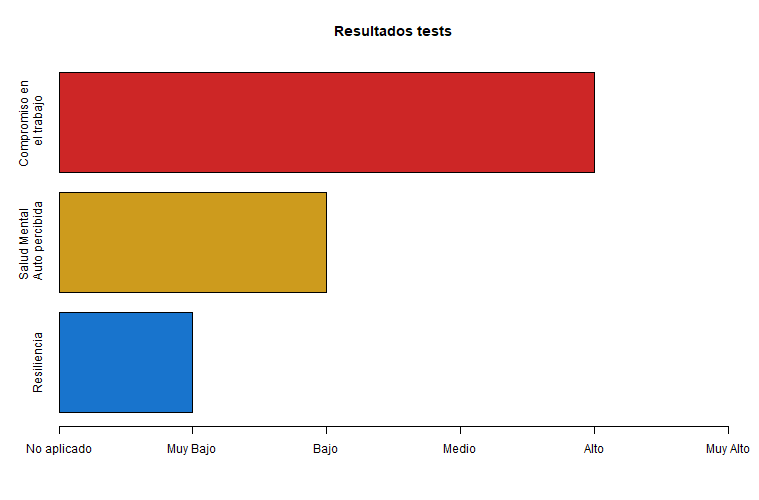 Resultados tests
Compromiso en
el trabajo
Salud Mental
Auto percibida
Resiliencia
No aplicado
Muy Bajo
Bajo
Medio
Alto
Muy Alto